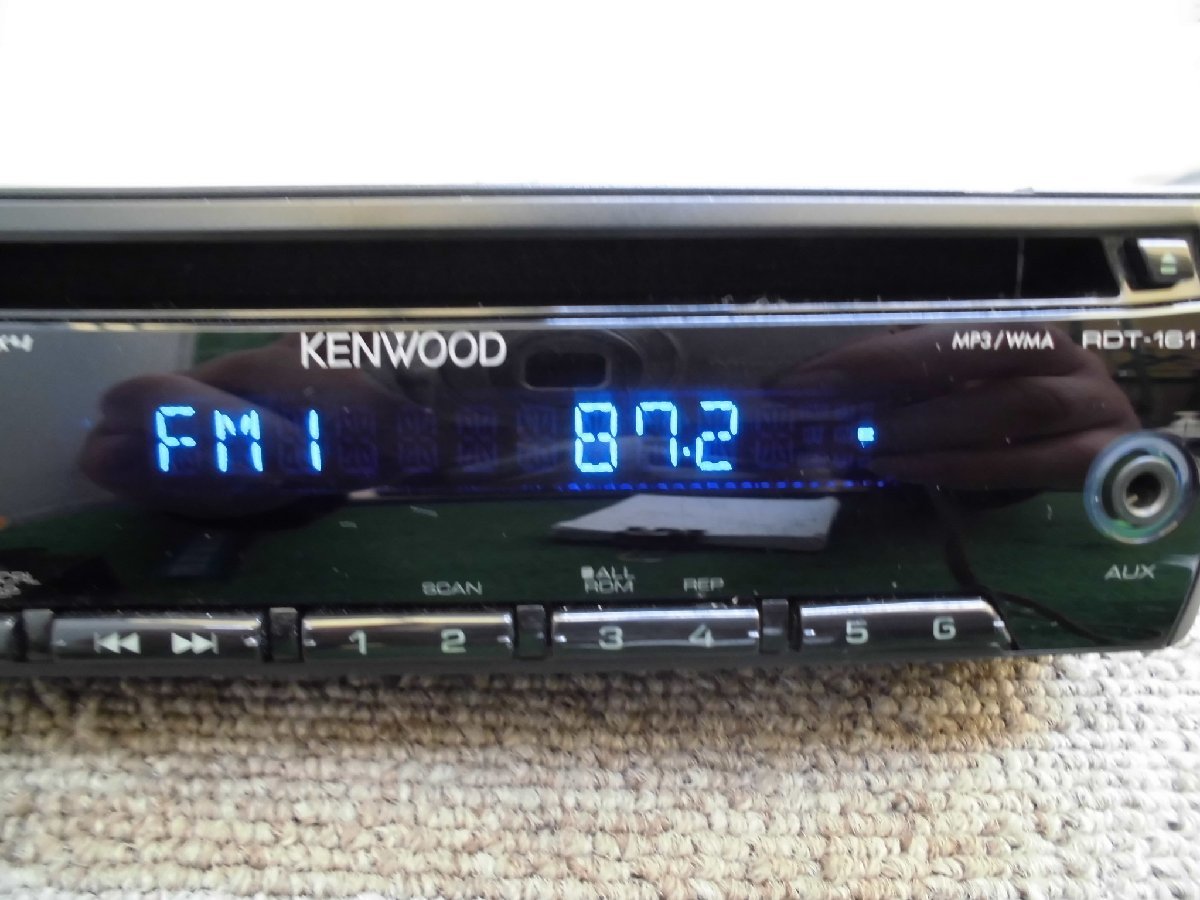 KENWOOD
MP3/WMA RDT-161
FM1 87.2
AUX
SCAN
ALL
RDM
REP
1 2 3 4 5 6